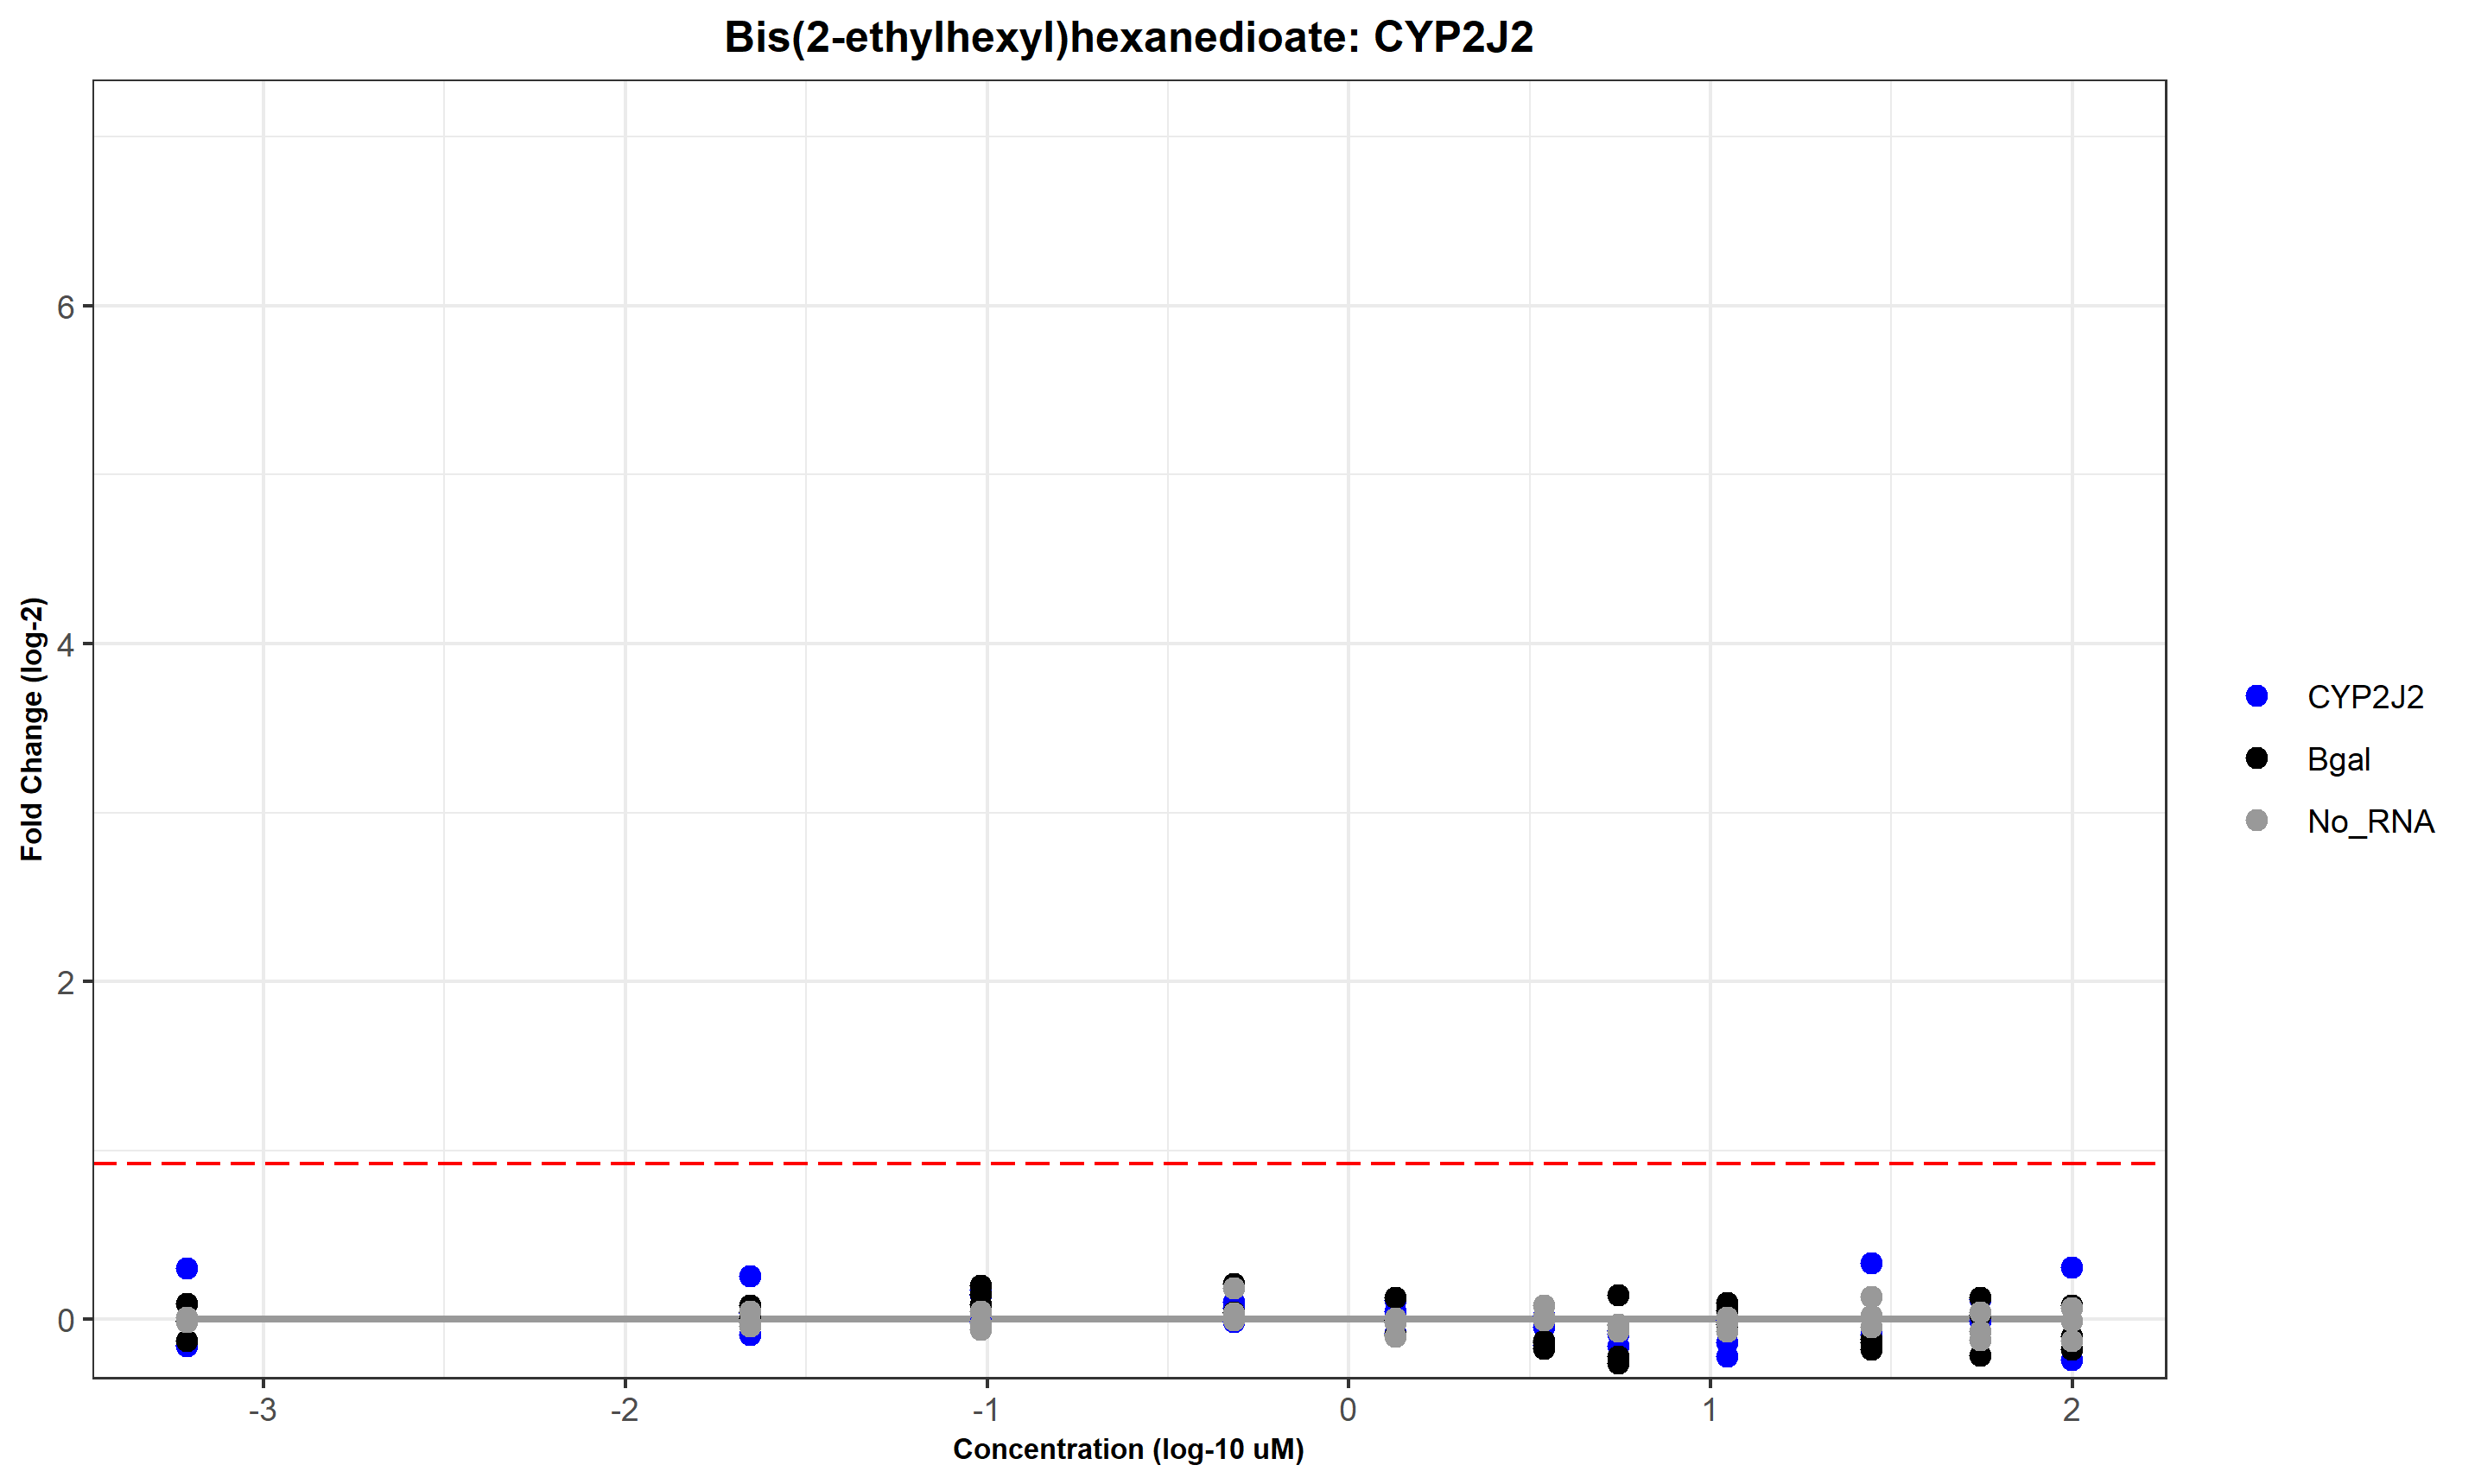 Bis(2-ethylhexyl)hexanedioate: CYP2J2
Fold Change (log-2)
6
4
2
0
-3
-2
-1
0
1
2
Concentration (log-10 uM)
CYP2J2
Bgal
No_RNA